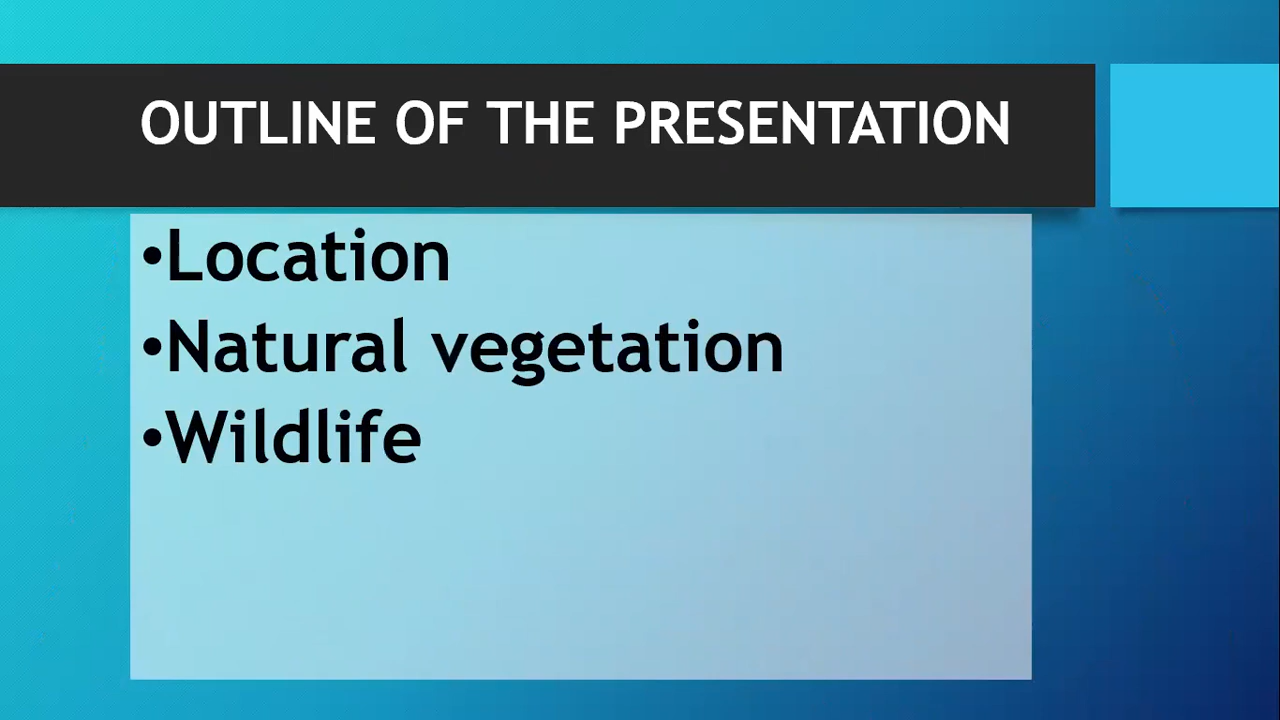 OUTLINE OF THE PRESENTATION
•Location
•Natural vegetation
•Wildlife